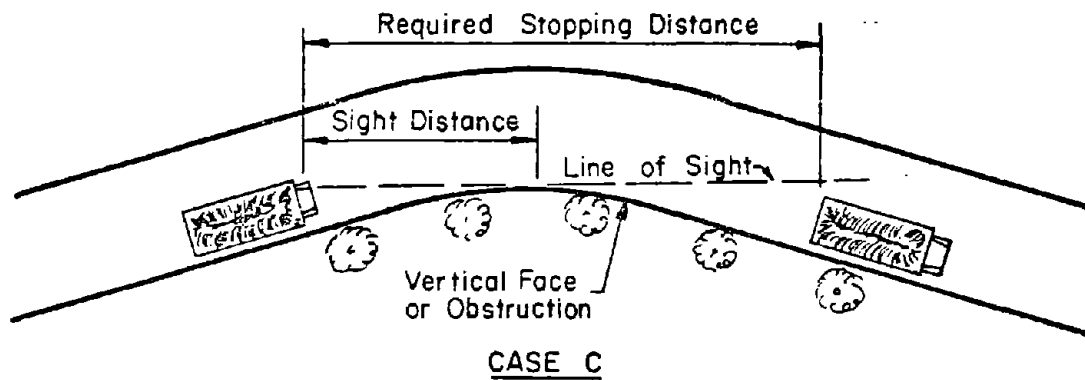 Required Stopping Distance
Sight Distance
Line of Sight
Vertical Face
or Obstruction
CASE C